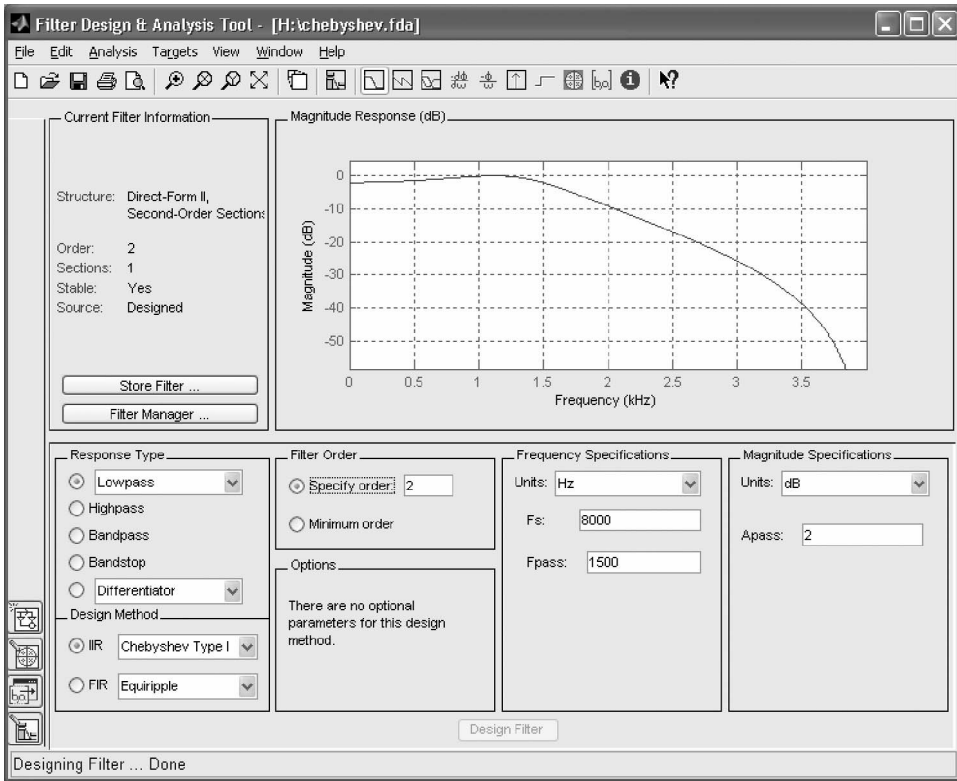 Filter Design & Analysis Tool - [H:\chebyshev.fda]
File Edit Analysis Targets View Window Help
Current Filter Information
Structure: Direct-Form II,
Second-Order Sections
Order: 2
Sections: 1
Stable: Yes
Source: Designed
Store Filter ...
Filter Manager ...
Magnitude Response (dB)
Magnitude (dB)
0
-10
-20
-30
-40
-50
0 0.5 1 1.5 2 2.5 3 3.5
Frequency (kHz)
Response Type
Lowpass
Highpass
Bandpass
Bandstop
Differentiator
Design Method
IIR Chebyshev Type I
FIR Equiripple
Filter Order
Specify order: 2
Minimum order
Options
There are no optional
parameters for this design
method.
Frequency Specifications
Units: Hz
Fs: 8000
Fpass: 1500
Magnitude Specifications
Units: dB
Apass: 2
Design Filter
Designing Filter ... Done